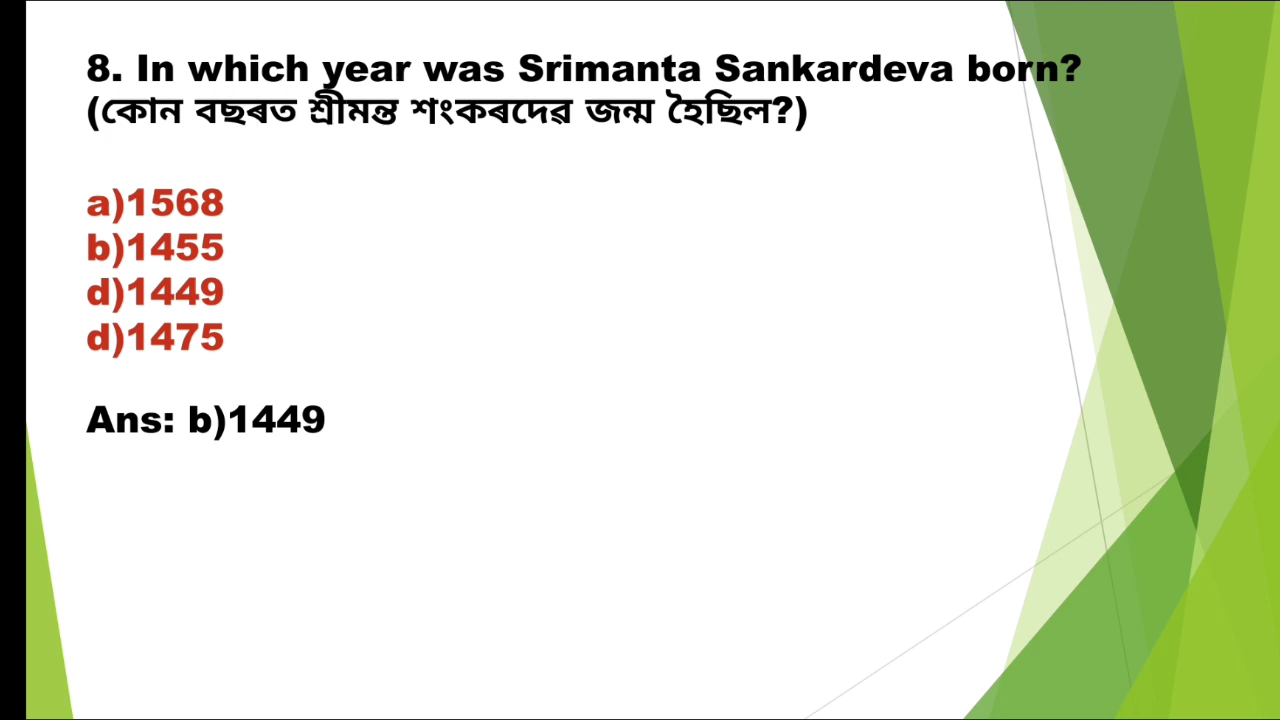 8. In which year was Srimanta Sankardeva born?
(কোন বছৰত শ্ৰীমন্ত শংকৰদেৱ জন্ম হৈছিল?)
a)1568
b)1455
d)1449
d)1475
Ans: b)1449